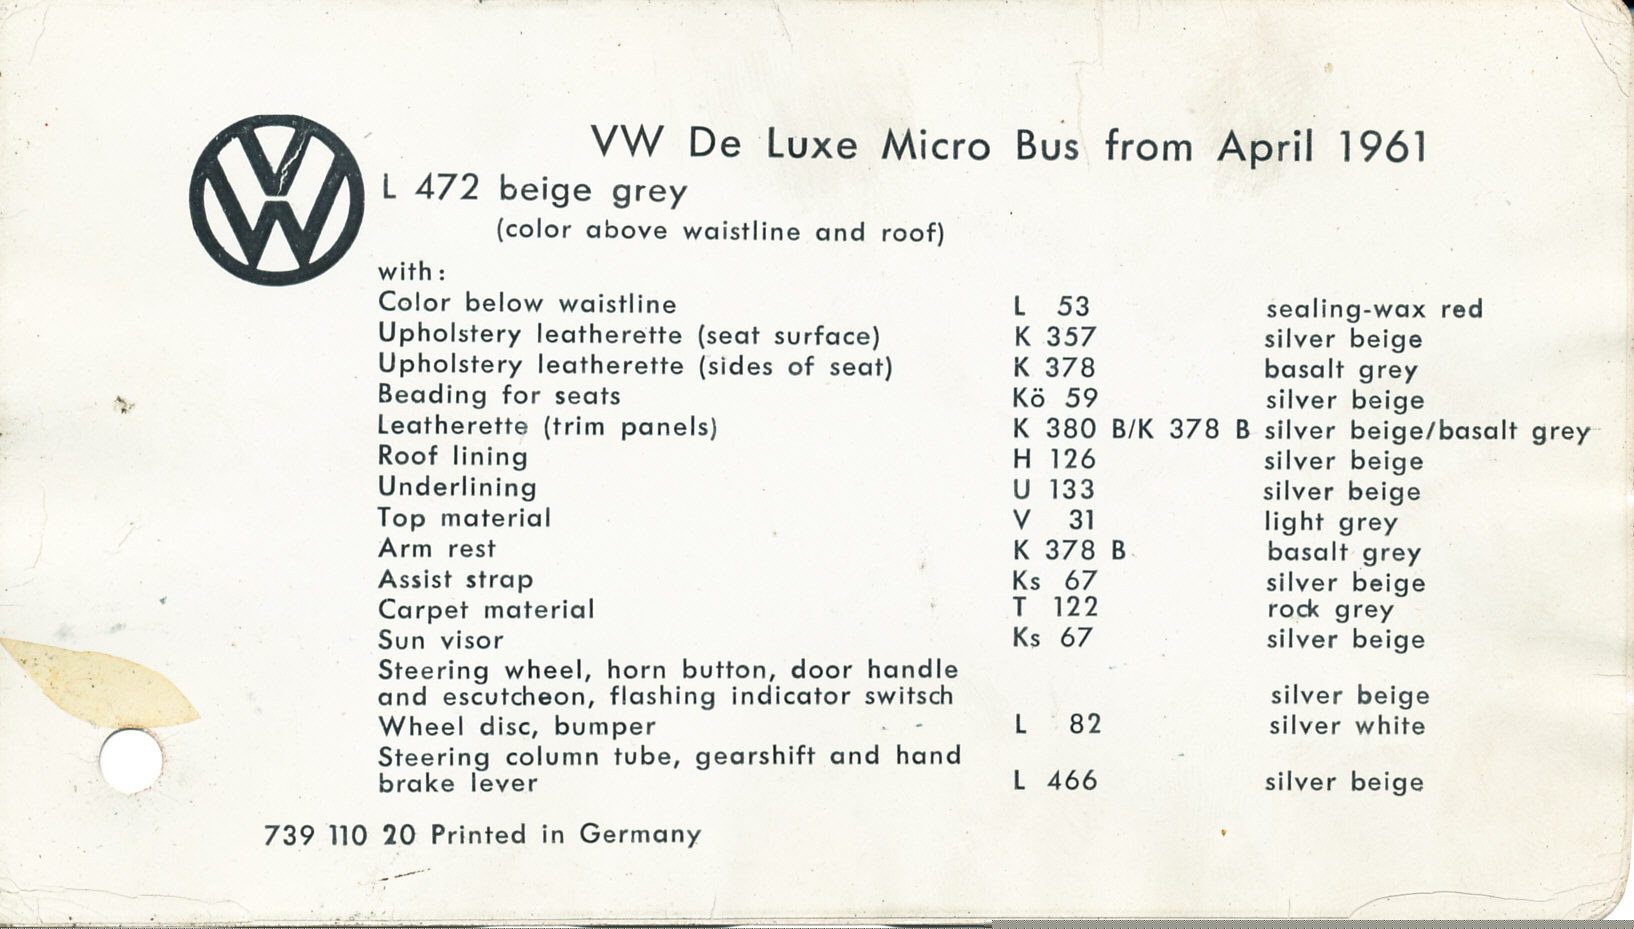 VW De Luxe Micro Bus from April 1961
L 472 beige grey
(color above waistline and roof)
with:
Color below waistline L 53 sealing-wax red
Upholstery leatherette (seat surface) K 357 silver beige
Upholstery leatherette (sides of seat) K 378 basalt grey
Beading for seats Kö 59 silver beige
Leatherette (trim panels) K 380 B/K 378 B silver beige/basalt grey
Roof lining H 126 silver beige
Underlining U 133 silver beige
Top material V 31 light grey
Arm rest K 378 B basalt grey
Assist strap Ks 67 silver beige
Carpet material T 122 rock grey
Sun visor Ks 67 silver beige
Steering wheel, horn button, door handle
and escutcheon, flashing indicator switsch silver beige
Wheel disc, bumper L 82 silver white
Steering column tube, gearshift and hand
brake lever L 466 silver beige
739 110 20 Printed in Germany